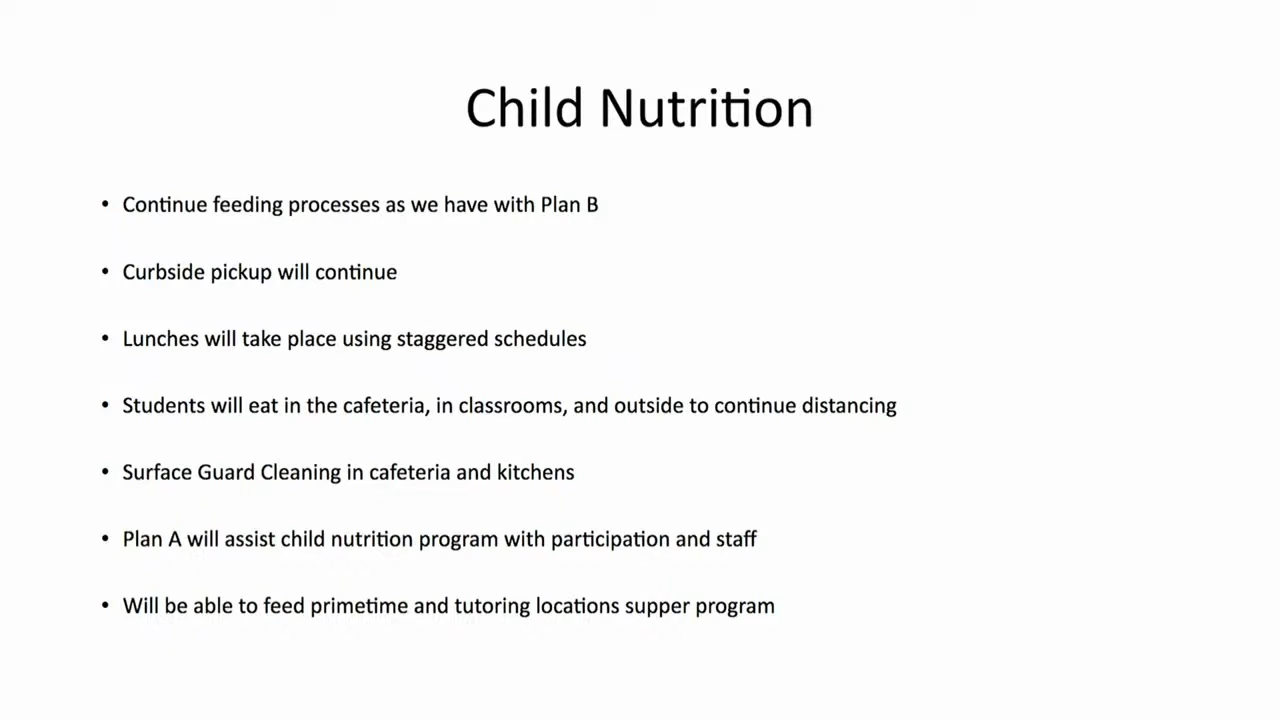 Child Nutrition
• Continue feeding processes as we have with Plan B
• Curbside pickup will continue
• Lunches will take place using staggered schedules
• Students will eat in the cafeteria, in classrooms, and outside to continue distancing
• Surface Guard Cleaning in cafeteria and kitchens
• Plan A will assist child nutrition program with participation and staff
• Will be able to feed primetime and tutoring locations supper program